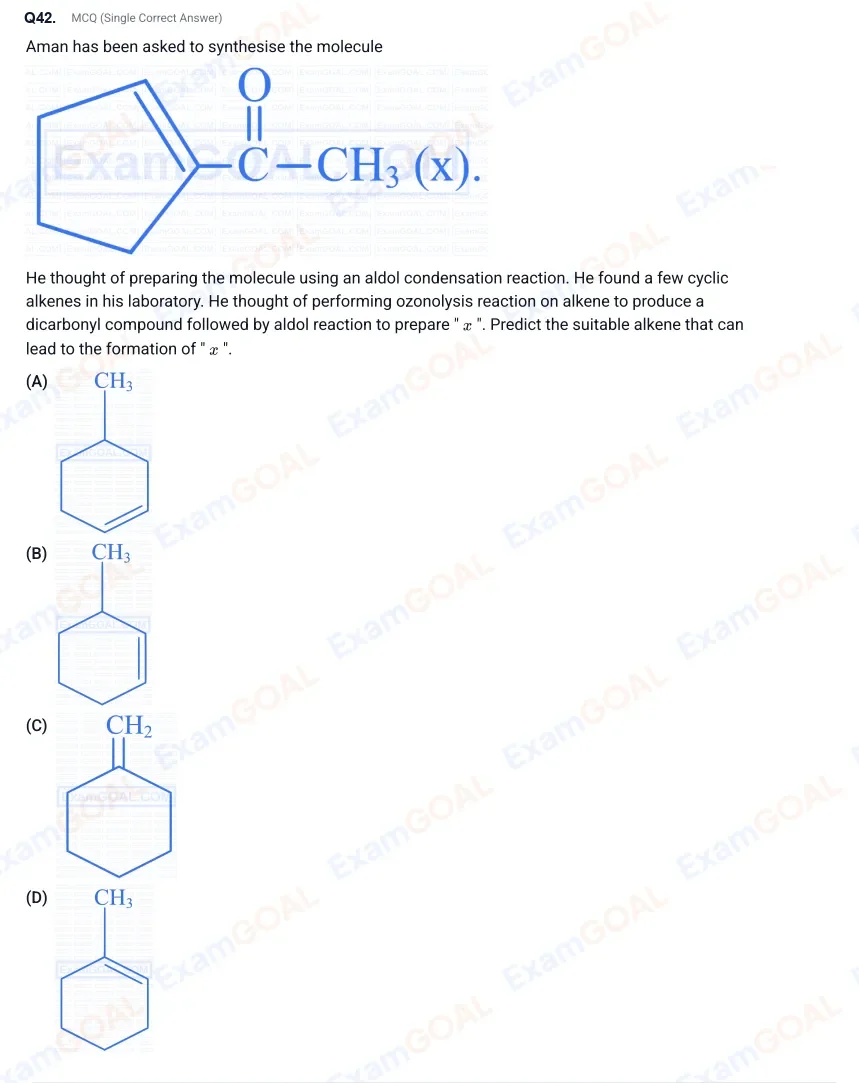 Q42. MCQ (Single Correct Answer)
Aman has been asked to synthesise the molecule
O
C—CH₃ (x).
He thought of preparing the molecule using an aldol condensation reaction. He found a few cyclic
alkenes in his laboratory. He thought of performing ozonolysis reaction on alkene to produce a
dicarbonyl compound followed by aldol reaction to prepare " x ". Predict the suitable alkene that can
lead to the formation of " x ".
(A) CH₃
(B) CH₃
(C) CH₂
(D) CH₃
ExamGOAL